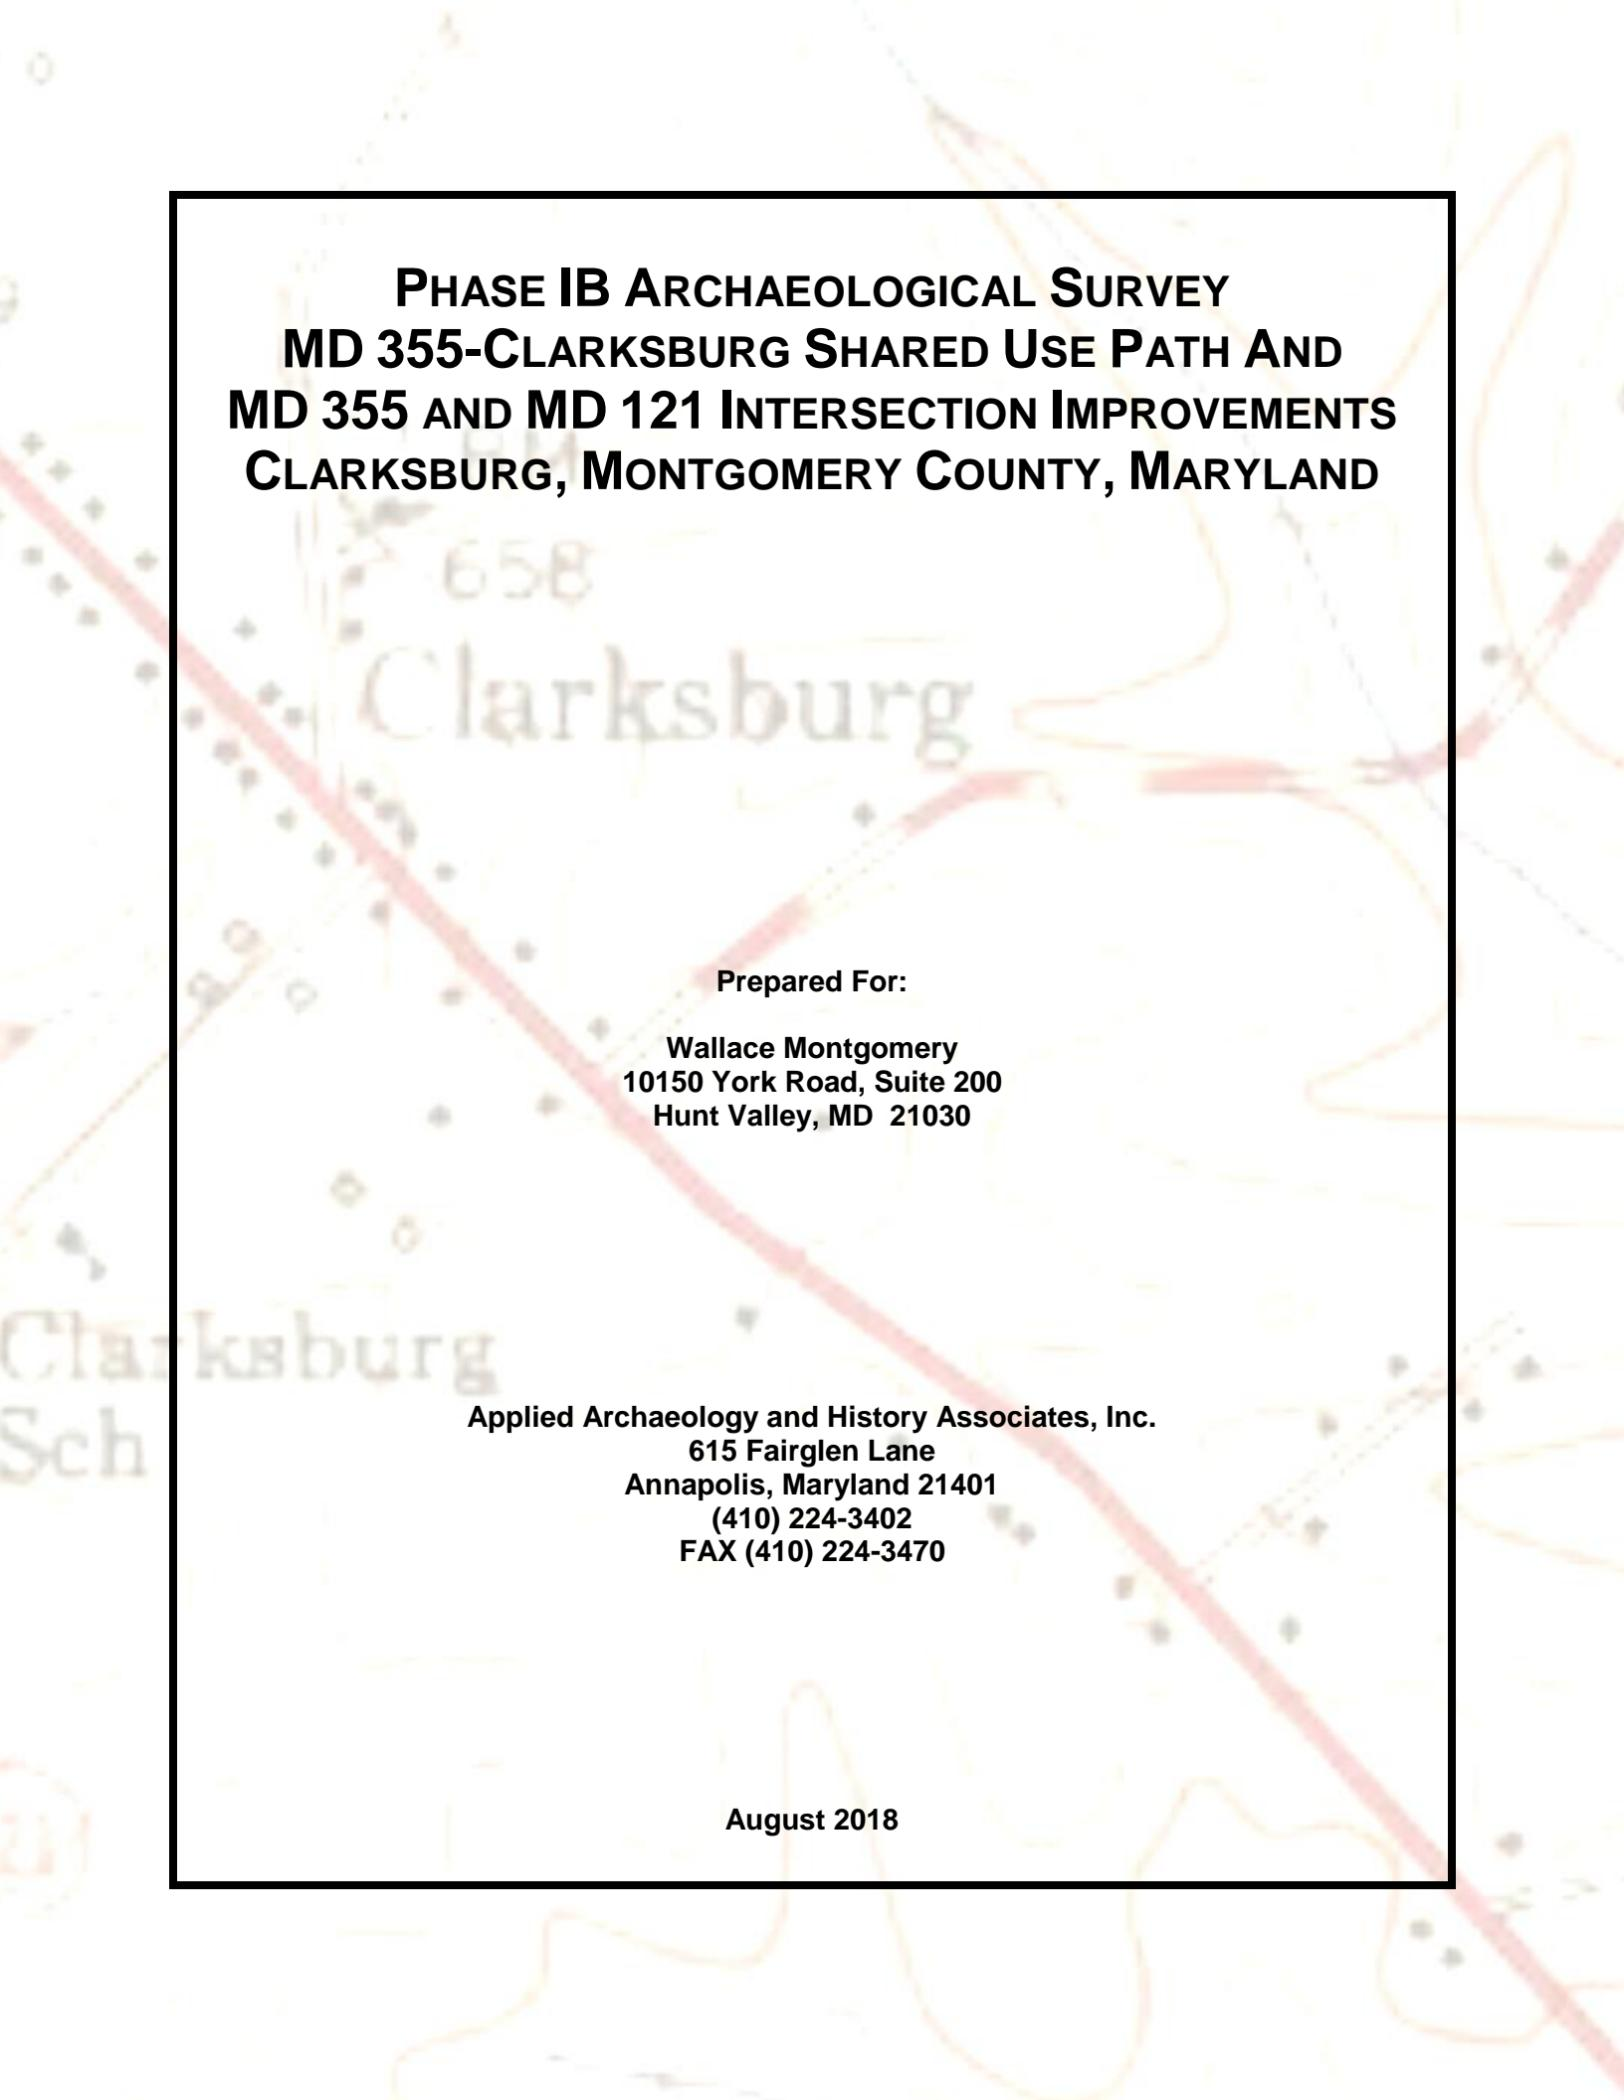 PHASE IB ARCHAEOLOGICAL SURVEY
MD 355-CLARKSBURG SHARED USE PATH AND
MD 355 AND MD 121 INTERSECTION IMPROVEMENTS
CLARKSBURG, MONTGOMERY COUNTY, MARYLAND
658
Clarksburg
Prepared For:
Wallace Montgomery
10150 York Road, Suite 200
Hunt Valley, MD 21030
Clarksburg
Sch
Applied Archaeology and History Associates, Inc.
615 Fairglen Lane
Annapolis, Maryland 21401
(410) 224-3402
FAX (410) 224-3470
August 2018